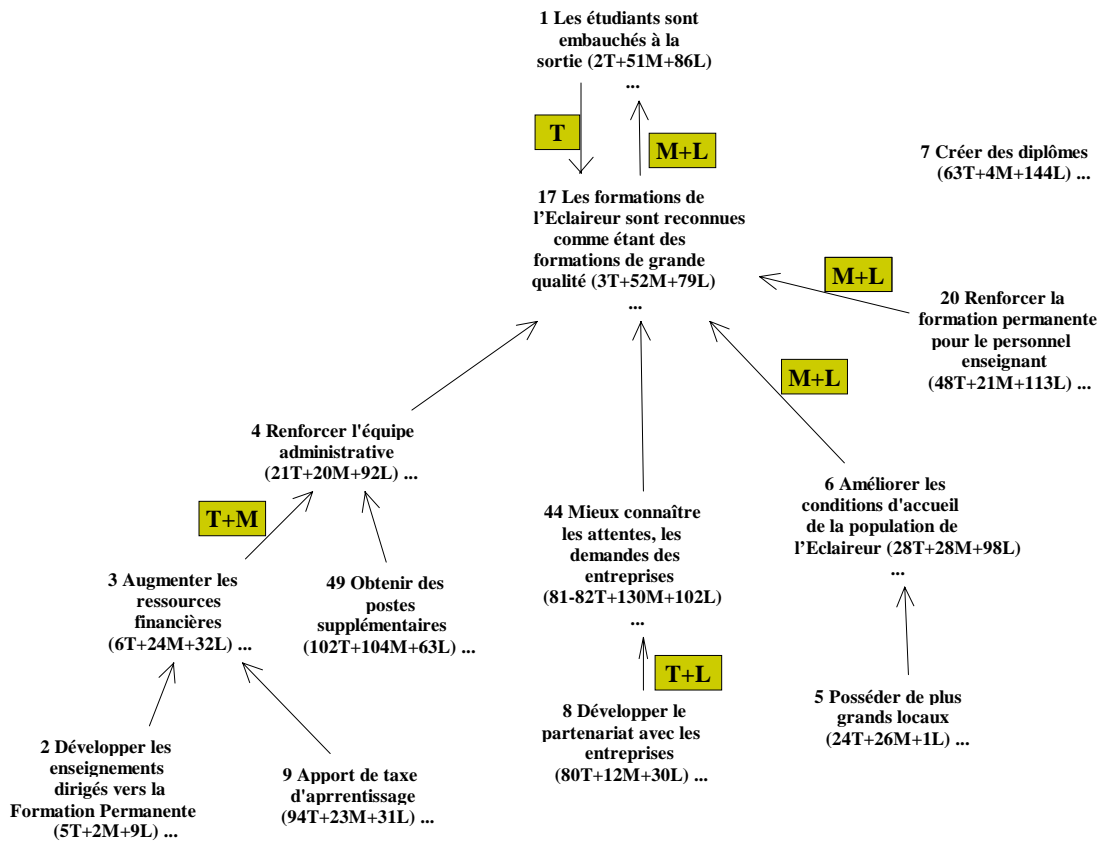 1 Les étudiants sont
embauchés à la
sortie (2T+51M+86L)
...
T
M+L
7 Créer des diplômes
(63T+4M+144L) ...
17 Les formations de
l'Eclaireur sont reconnues
comme étant des
formations de grande
qualité (3T+52M+79L)
...
M+L
20 Renforcer la
formation permanente
pour le personnel
enseignant
(48T+21M+113L) ...
M+L
4 Renforcer l'équipe
administrative
(21T+20M+92L) ...
T+M
44 Mieux connaître
les attentes, les
demandes des
entreprises
(81-82T+130M+102L)
...
6 Améliorer les
conditions d'accueil
de la population de
l'Eclaireur (28T+28M+98L)
...
3 Augmenter les
ressources
financières
(6T+24M+32L) ...
49 Obtenir des
postes
supplémentaires
(102T+104M+63L) ...
T+L
8 Développer le
partenariat avec les
entreprises
(80T+12M+30L) ...
5 Posséder de plus
grands locaux
(24T+26M+1L) ...
2 Développer les
enseignements
dirigés vers la
Formation Permanente
(5T+2M+9L) ...
9 Apport de taxe
d'aprrentissage
(94T+23M+31L) ...